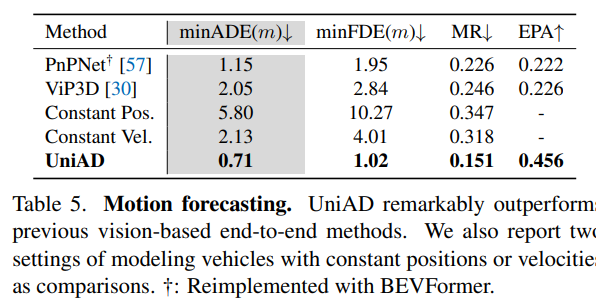 Method minADE(m)↓ minFDE(m)↓ MR↓ EPA↑
PnPNet† [57] 1.15 1.95 0.226 0.222
ViP3D [30] 2.05 2.84 0.246 0.226
Constant Pos. 5.80 10.27 0.347 -
Constant Vel. 2.13 4.01 0.318 -
UniAD 0.71 1.02 0.151 0.456
Table 5. Motion forecasting. UniAD remarkably outperforms
previous vision-based end-to-end methods. We also report two
settings of modeling vehicles with constant positions or velocities
as comparisons. †: Reimplemented with BEVFormer.